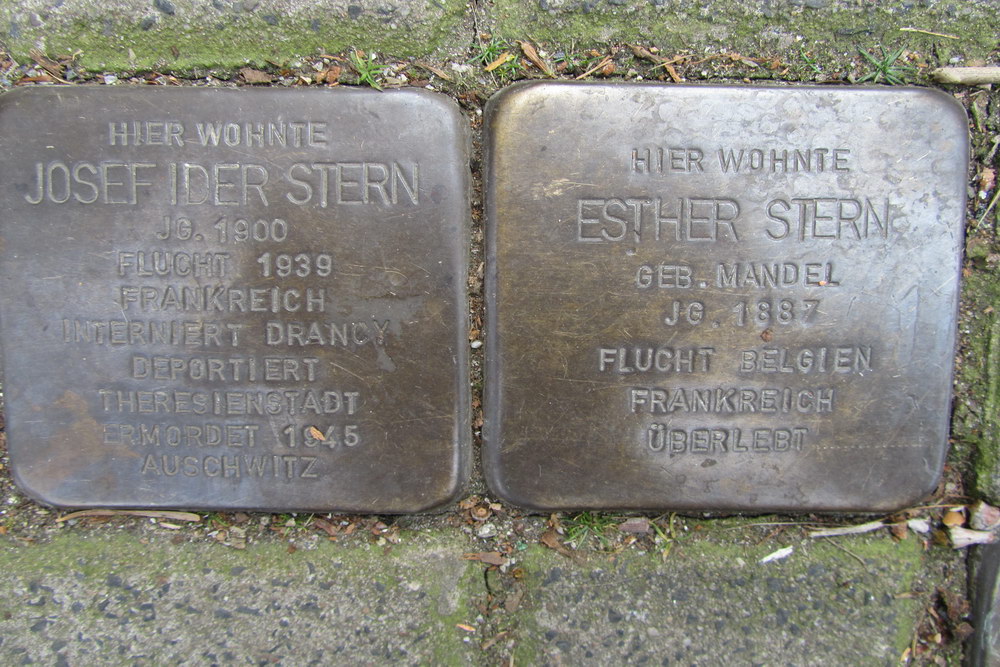 HIER WOHNTE
JOSEF IDER STERN
JG. 1900
FLUCHT 1939
FRANKREICH
INTERNIERT DRANCY
DEPORTIERT
THERESIENSTADT
ERMORDET 1945
AUSCHWITZ
HIER WOHNTE
ESTHER STERN
GEB. MANDEL
JG. 1887
FLUCHT BELGIEN
FRANKREICH
ÜBERLEBT